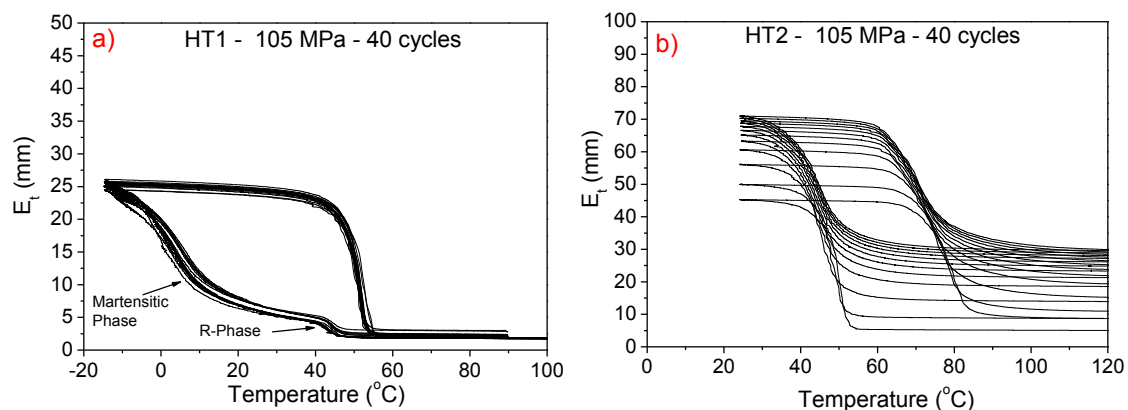 a)
HT1 - 105 MPa - 40 cycles
50
45
40
35
30
25
20
15
10
5
0
E_t (mm)
Martensitic
Phase
R-Phase
-20 0 20 40 60 80 100
Temperature (°C)
b)
HT2 - 105 MPa - 40 cycles
100
90
80
70
60
50
40
30
20
10
0
E_t (mm)
0 20 40 60 80 100 120
Temperature (°C)